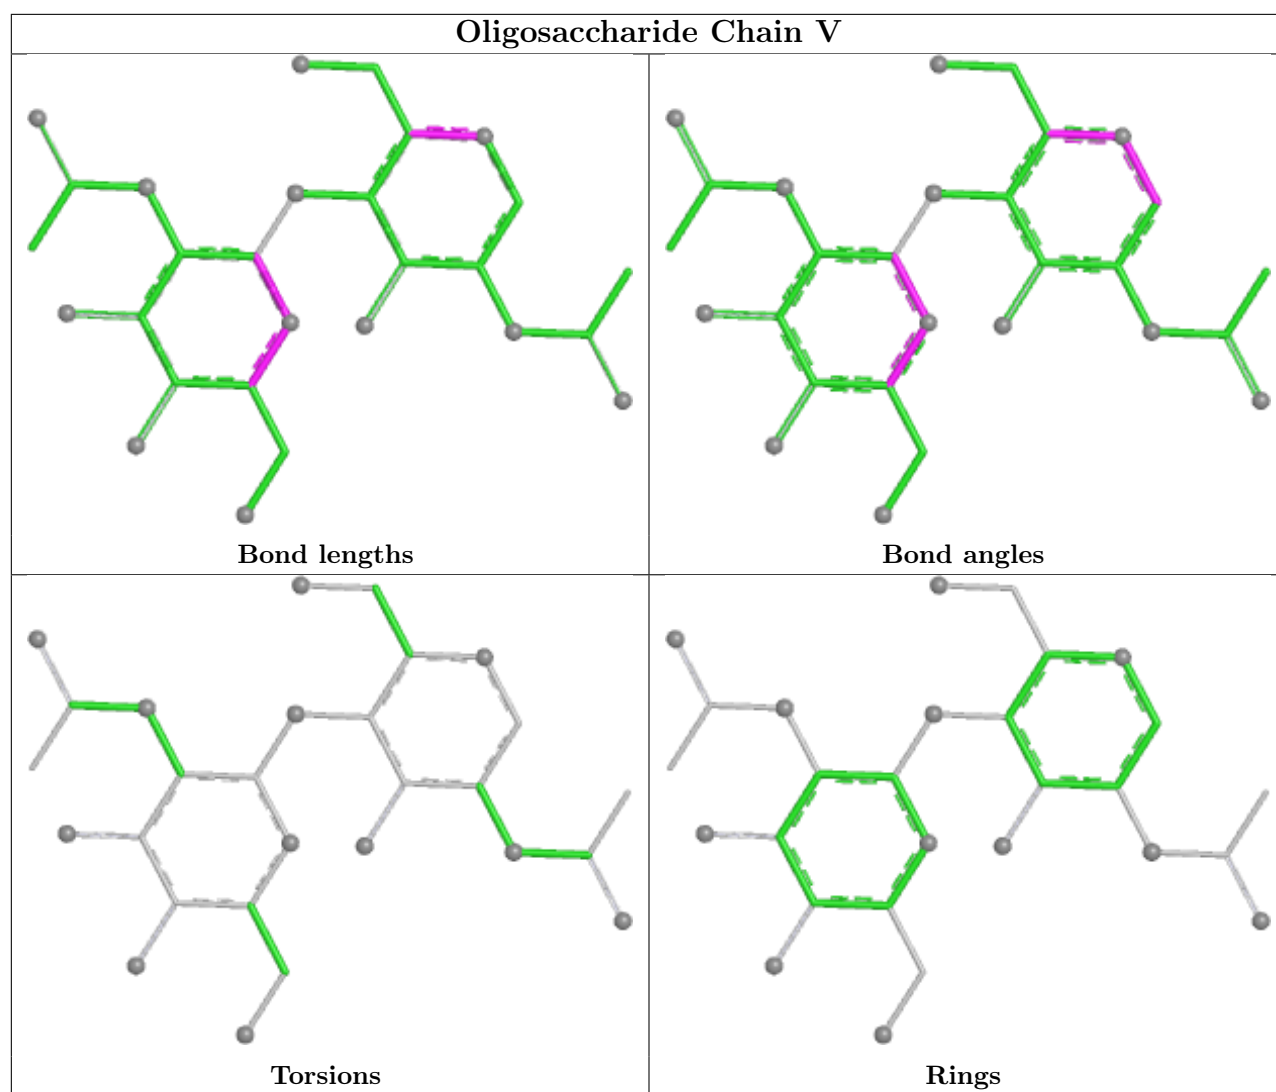 Oligosaccharide Chain V
Bond lengths
Bond angles
Torsions
Rings